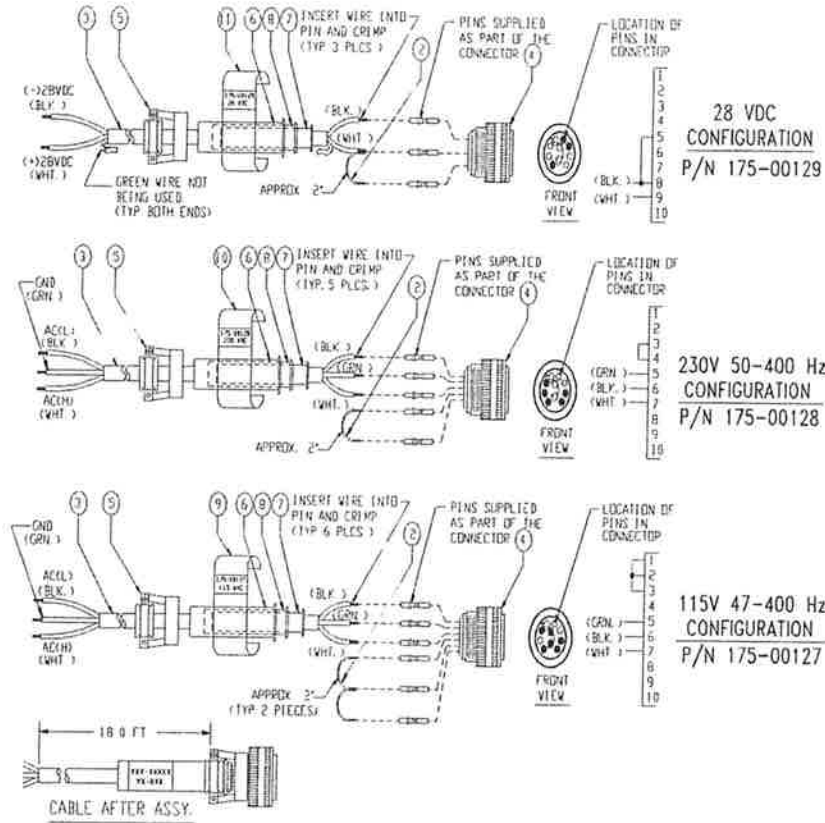 3
5
11
6
8
7
INSERT WIRE INTO
PIN AND CRIMP
(TYP 3 PLCS )
PINS SUPPLIED
AS PART OF THE
CONNECTOR 4
2
LOCATION OF
PINS IN
CONNECTOR
(-)28VDC
(BLK )
(+)28VDC
(WHT.)
GREEN WIRE NOT
BEING USED.
(TYP. BOTH ENDS)
28 VDC
(BLK.)
(WHT.)
APPROX 2"
FRONT
VIEW
1
2
3
4
5
6
7
(BLK.) 8
(WHT.) 9
10
28 VDC
CONFIGURATION
P/N 175-00129
3
5
10
6
8
7
INSERT WIRE INTO
PIN AND CRIMP
(TYP. 5 PLCS.)
PINS SUPPLIED
AS PART OF THE
CONNECTOR 4
2
LOCATION OF
PINS IN
CONNECTOR
GND
(GRN )
AC(L)
(BLK )
AC(H)
(WHT.)
(BLK )
(GRN.)
(WHT.)
APPROX. 2"
FRONT
VIEW
1
2
3
4
(GRN ) 5
(BLK.) 6
(WHT ) 7
8
9
10
230V 50-400 Hz
CONFIGURATION
P/N 175-00128
3
5
9
6
8
7
INSERT WIRE INTO
PIN AND CRIMP
(TYP 6 PLCS )
PINS SUPPLIED
AS PART OF THE
CONNECTOR 4
2
LOCATION OF
PINS IN
CONNECTOR
GND
(GRN.)
AC(L)
(BLK.)
AC(H)
(WHT)
(BLK )
(GRN.)
(WHT.)
APPROX 2"
(TYP 2 PIECES)
FRONT
VIEW
1
2
3
4
(GRN.) 5
(BLK.) 6
(WHT ) 7
8
9
10
115V 47-400 Hz
CONFIGURATION
P/N 175-00127
18 0 FT
CABLE AFTER ASSY.